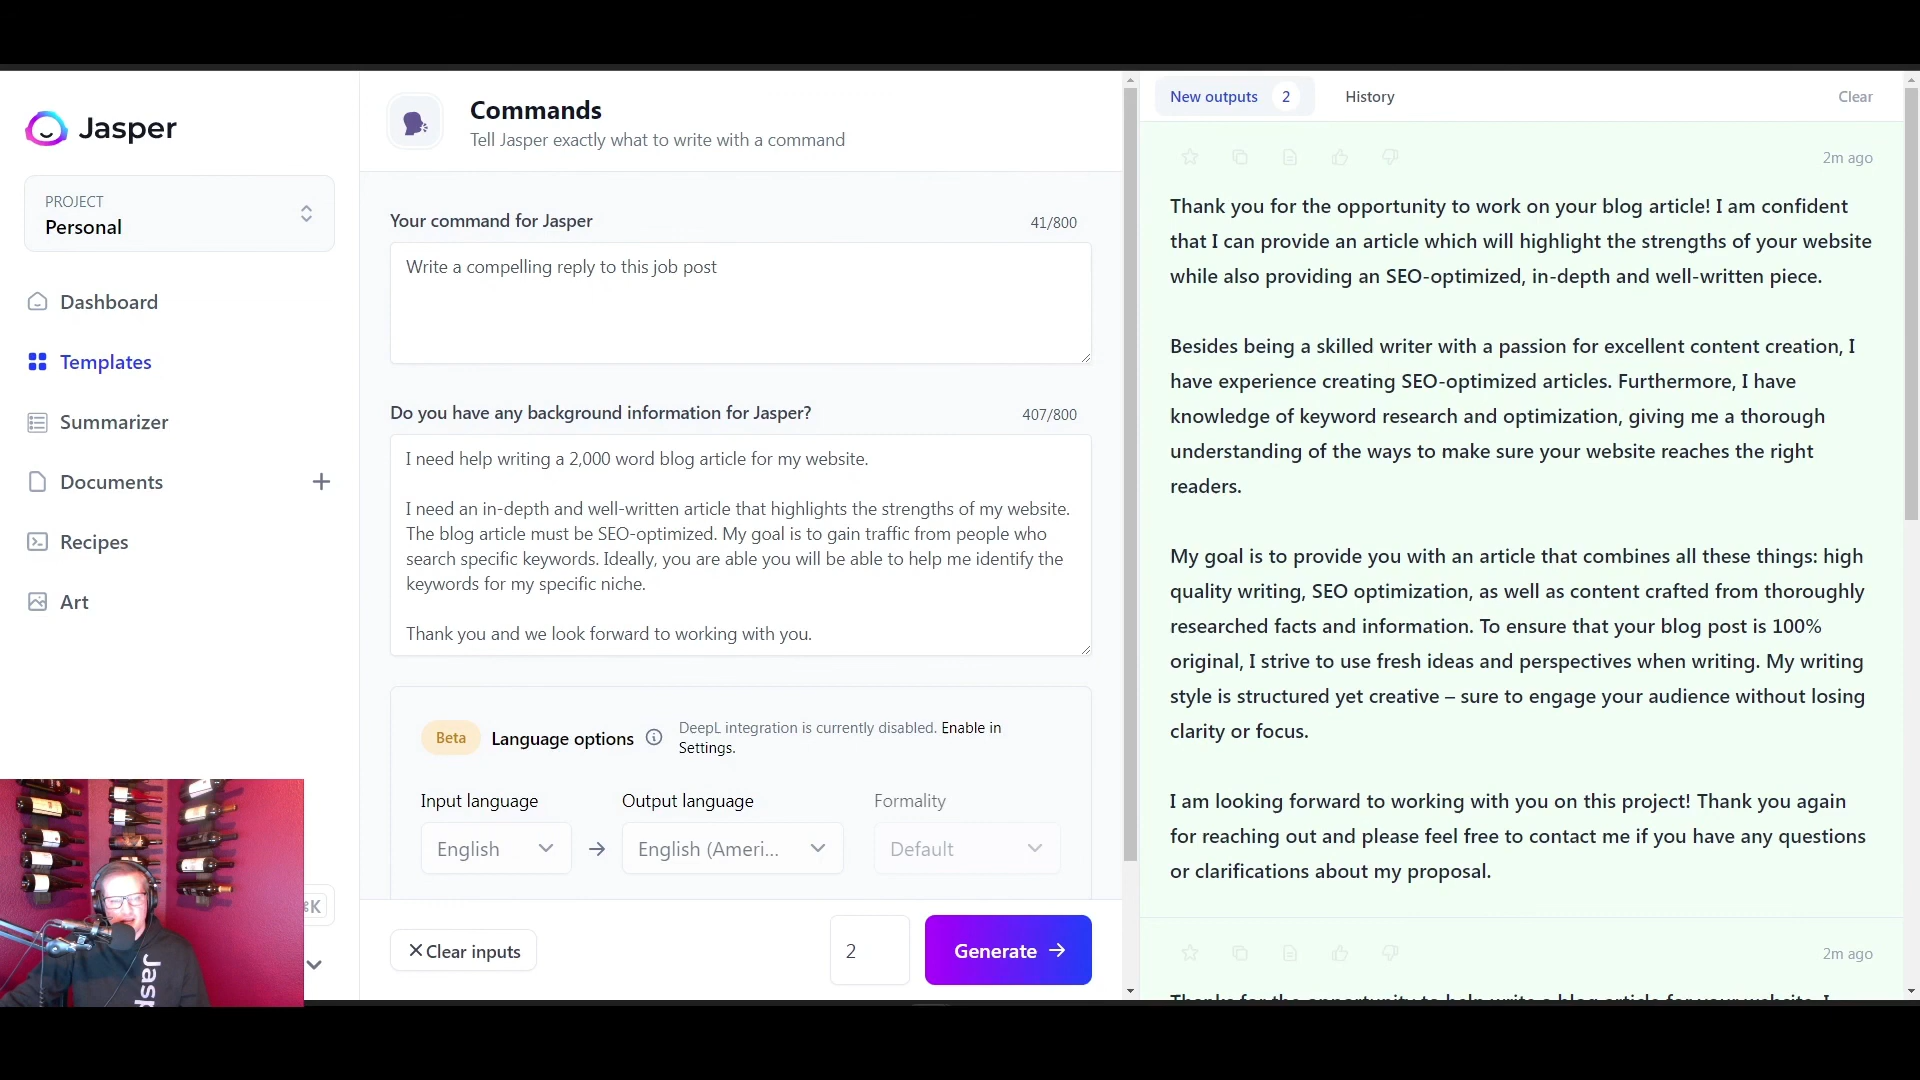 Jasper
PROJECT
Personal
Dashboard
Templates
Summarizer
Documents
Recipes
Art
K
Commands
Tell Jasper exactly what to write with a command
Your command for Jasper
41/800
Write a compelling reply to this job post
Do you have any background information for Jasper?
407/800
I need help writing a 2,000 word blog article for my website.
I need an in-depth and well-written article that highlights the strengths of my website.
The blog article must be SEO-optimized. My goal is to gain traffic from people who
search specific keywords. Ideally, you are able you will be able to help me identify the
keywords for my specific niche.
Thank you and we look forward to working with you.
Beta
Language options
DeepL integration is currently disabled. Enable in
Settings.
Input language
Output language
Formality
English
English (Ameri...
Default
Clear inputs
2
Generate
New outputs 2
History
Clear
2m ago
Thank you for the opportunity to work on your blog article! I am confident
that I can provide an article which will highlight the strengths of your website
while also providing an SEO-optimized, in-depth and well-written piece.
Besides being a skilled writer with a passion for excellent content creation, I
have experience creating SEO-optimized articles. Furthermore, I have
knowledge of keyword research and optimization, giving me a thorough
understanding of the ways to make sure your website reaches the right
readers.
My goal is to provide you with an article that combines all these things: high
quality writing, SEO optimization, as well as content crafted from thoroughly
researched facts and information. To ensure that your blog post is 100%
original, I strive to use fresh ideas and perspectives when writing. My writing
style is structured yet creative – sure to engage your audience without losing
clarity or focus.
I am looking forward to working with you on this project! Thank you again
for reaching out and please feel free to contact me if you have any questions
or clarifications about my proposal.
2m ago
Thanks for the opportunity to help write a blog article for your website. I
Jasp